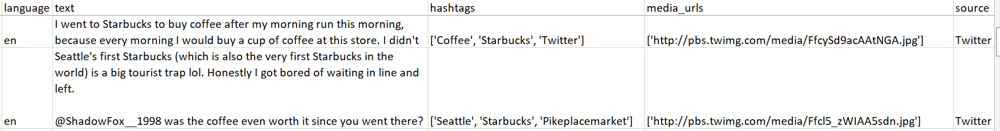 language text hashtags media_urls source
I went to Starbucks to buy coffee after my morning run this morning,
en because every morning I would buy a cup of coffee at this store. I didn't ['Coffee', 'Starbucks', 'Twitter'] ['http://pbs.twimg.com/media/FfcySd9acAAtNGA.jpg'] Twitter
Seattle's first Starbucks (which is also the very first Starbucks in the
world) is a big tourist trap lol. Honestly I got bored of waiting in line and
left.
en @ShadowFox__1998 was the coffee even worth it since you went there? ['Seattle', 'Starbucks', 'Pikeplacemarket'] ['http://pbs.twimg.com/media/Ffcl5_zWIAA5sdn.jpg'] Twitter